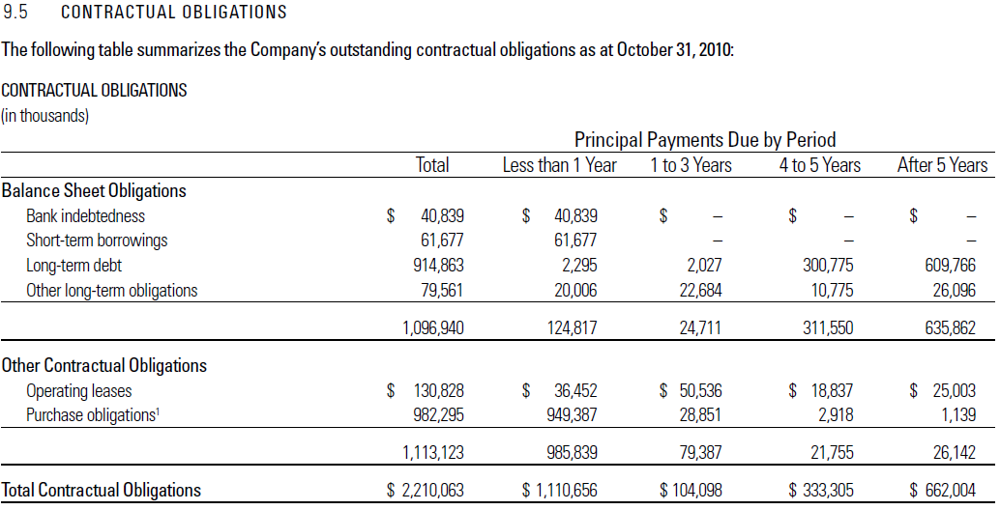 9.5 CONTRACTUAL OBLIGATIONS
The following table summarizes the Company's outstanding contractual obligations as at October 31, 2010:
CONTRACTUAL OBLIGATIONS
(in thousands)
Principal Payments Due by Period
Total Less than 1 Year 1 to 3 Years 4 to 5 Years After 5 Years
Balance Sheet Obligations
Bank indebtedness $ 40,839 $ 40,839 $ – $ – $ –
Short-term borrowings 61,677 61,677 – – –
Long-term debt 914,863 2,295 2,027 300,775 609,766
Other long-term obligations 79,561 20,006 22,684 10,775 26,096
1,096,940 124,817 24,711 311,550 635,862
Other Contractual Obligations
Operating leases $ 130,828 $ 36,452 $ 50,536 $ 18,837 $ 25,003
Purchase obligations¹ 982,295 949,387 28,851 2,918 1,139
1,113,123 985,839 79,387 21,755 26,142
Total Contractual Obligations $ 2,210,063 $ 1,110,656 $ 104,098 $ 333,305 $ 662,004